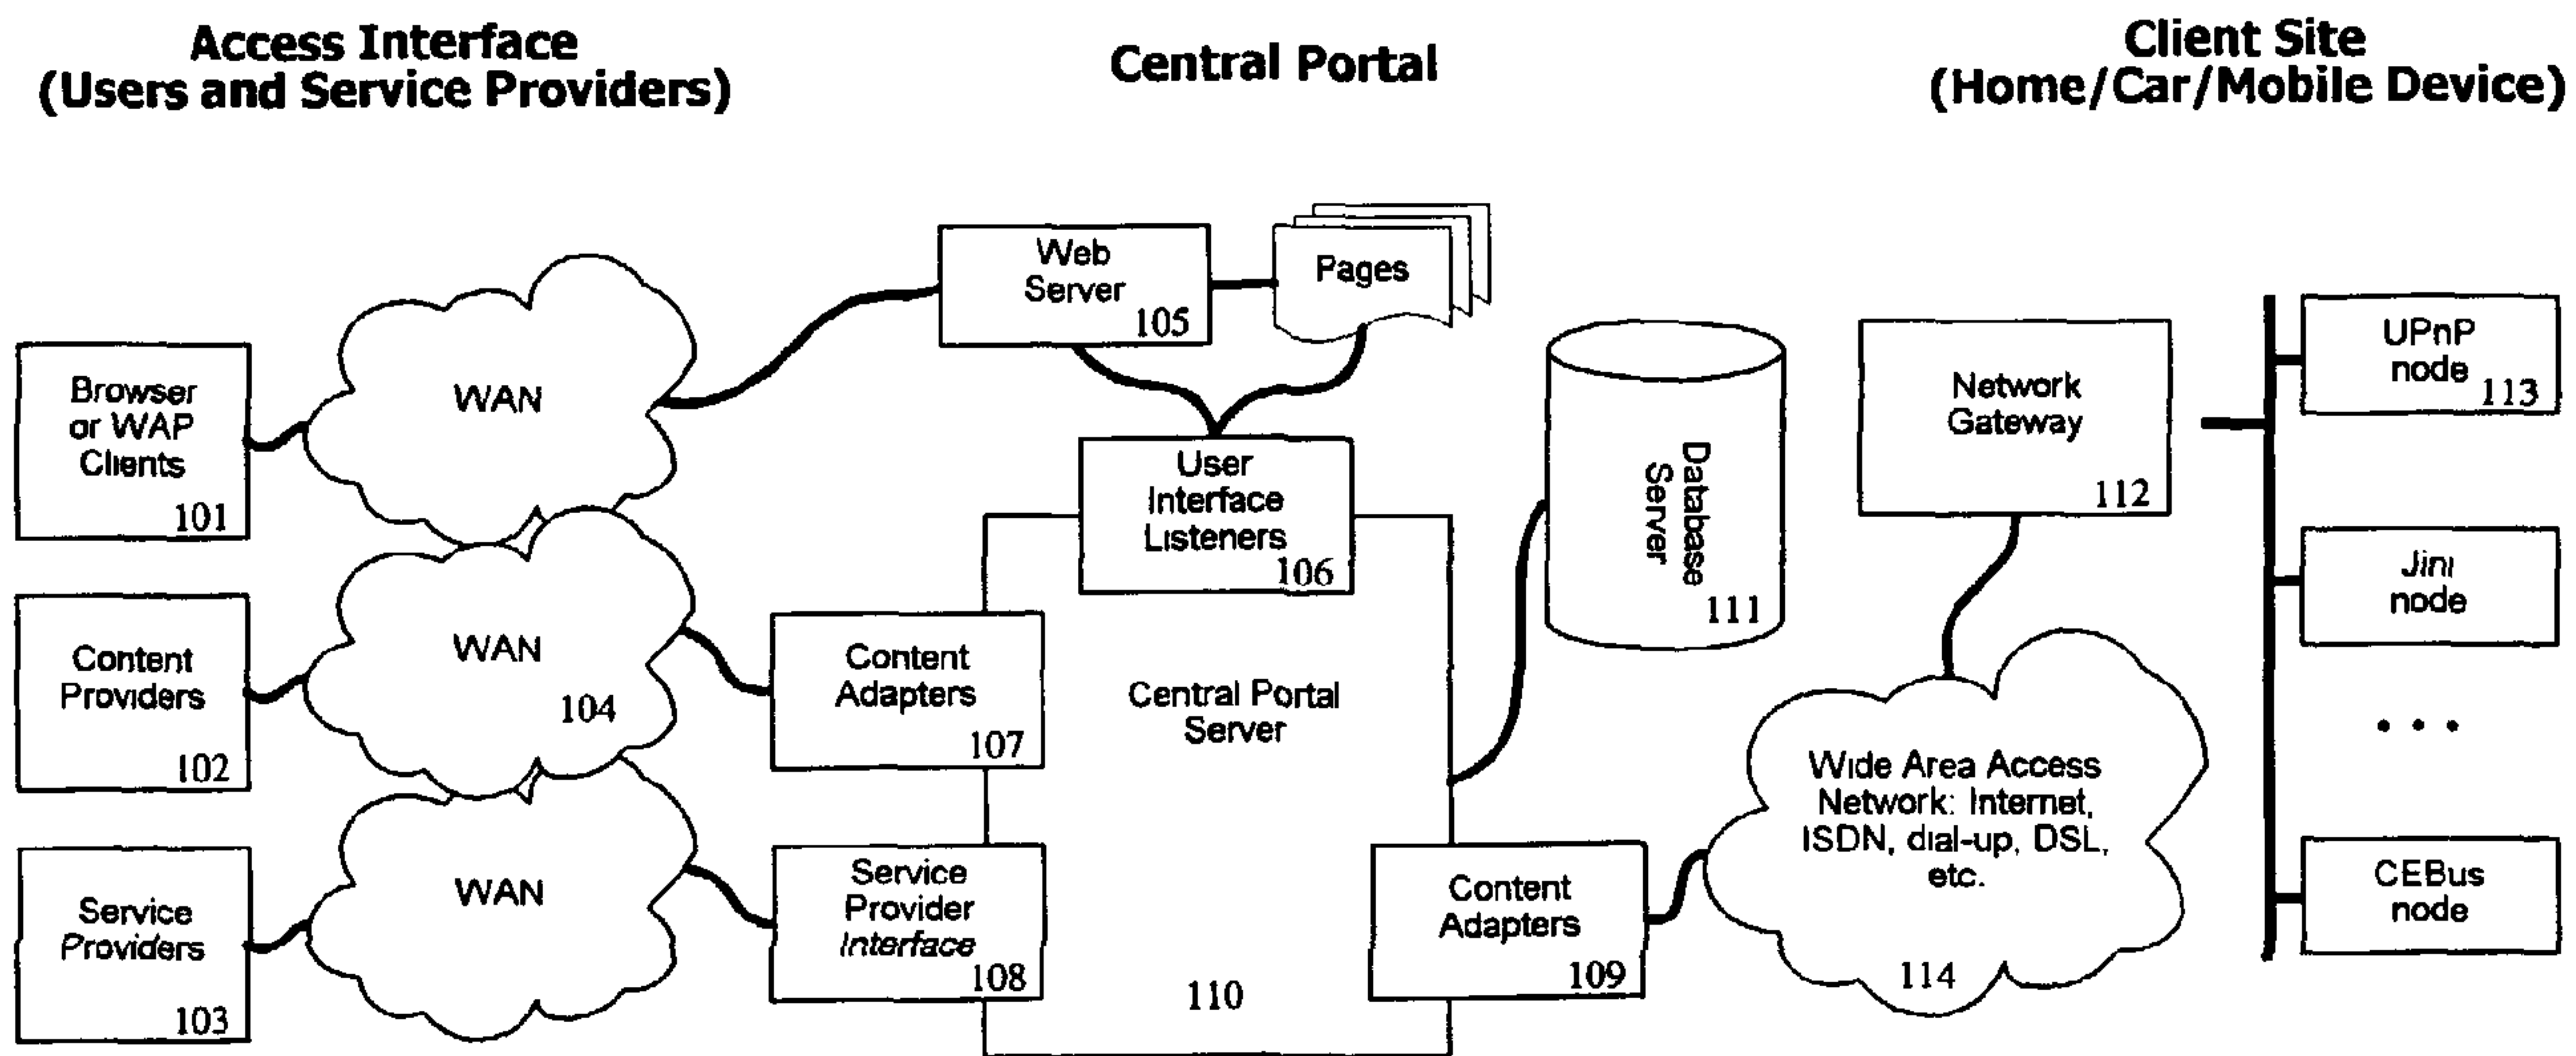 Access Interface
(Users and Service Providers)
Central Portal
Client Site
(Home/Car/Mobile Device)
Browser
or WAP
Clients
101
WAN
Web
Server
105
Pages
User
Interface
Listeners
106
Content
Providers
102
WAN
104
Content
Adapters
107
Service
Providers
103
WAN
Service
Provider
Interface
108
Central Portal
Server
110
Database
Server
111
Content
Adapters
109
Network
Gateway
112
Wide Area Access
Network: Internet,
ISDN, dial-up, DSL,
etc.
114
UPnP
node
113
Jini
node
. . .
CEBus
node